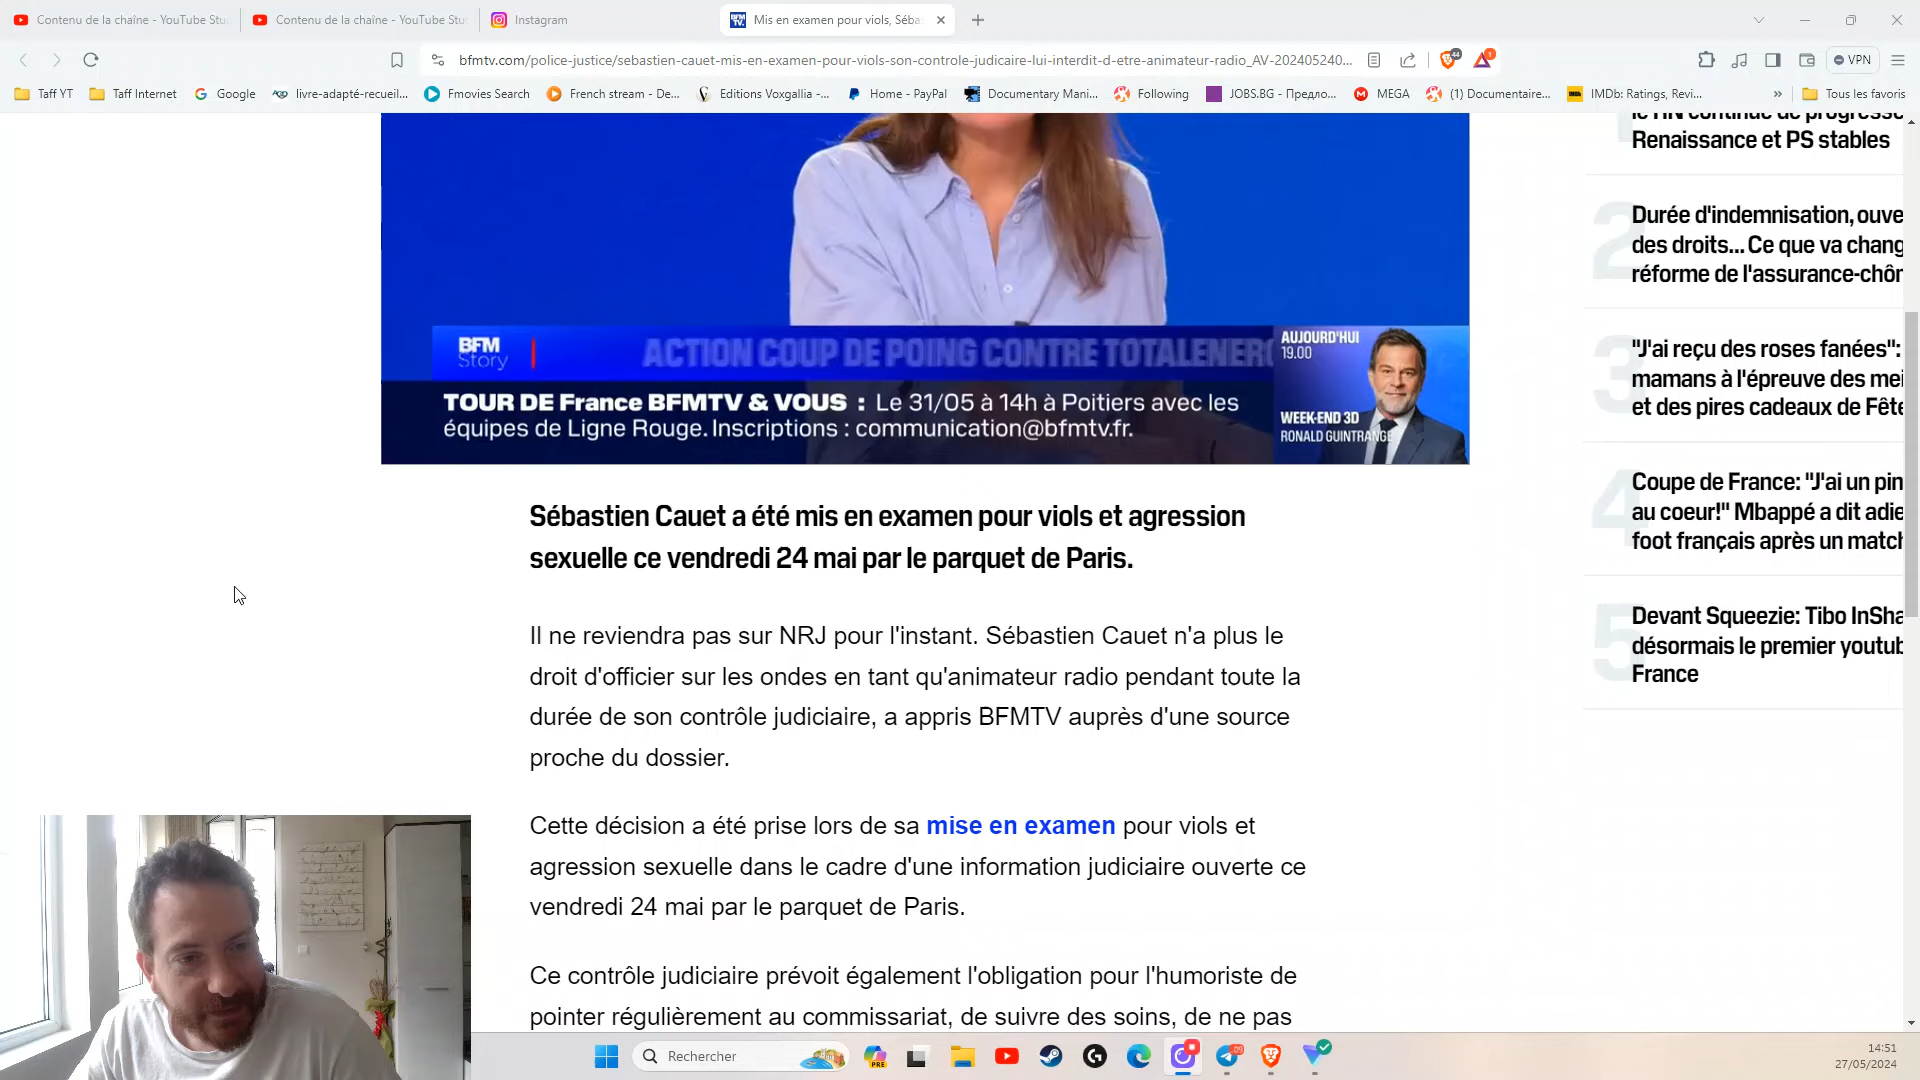 Contenu de la chaîne - YouTube Stu
Contenu de la chaîne - YouTube Stu
Instagram
Mis en examen pour viols, Séba
bfmtv.com/police-justice/sebastien-cauet-mis-en-examen-pour-viols-son-controle-judicaire-lui-interdit-d-etre-animateur-radio_AV-202405240...
44
1
VPN
Taff YT
Taff Internet
Google
livre-adapté-recueil...
Fmovies Search
French stream - De...
Editions Voxgallia -...
Home - PayPal
Documentary Mani...
Following
JOBS.BG - Предло...
MEGA
(1) Documentaire...
IMDb: Ratings, Revi...
»
Tous les favoris
BFM
Story
ACTION COUP DE POING CONTRE TOTALENERG
TOUR DE France BFMTV & VOUS : Le 31/05 à 14h à Poitiers avec les
équipes de Ligne Rouge. Inscriptions : communication@bfmtv.fr.
AUJOURD'HUI
19.00
WEEK-END 3D
RONALD GUINTRANGE
Sébastien Cauet a été mis en examen pour viols et agression
sexuelle ce vendredi 24 mai par le parquet de Paris.
Il ne reviendra pas sur NRJ pour l'instant. Sébastien Cauet n'a plus le
droit d'officier sur les ondes en tant qu'animateur radio pendant toute la
durée de son contrôle judiciaire, a appris BFMTV auprès d'une source
proche du dossier.
Cette décision a été prise lors de sa mise en examen pour viols et
agression sexuelle dans le cadre d'une information judiciaire ouverte ce
vendredi 24 mai par le parquet de Paris.
Ce contrôle judiciaire prévoit également l'obligation pour l'humoriste de
pointer régulièrement au commissariat, de suivre des soins, de ne pas
le RN continue de progresse
Renaissance et PS stables
2
Durée d'indemnisation, ouve
des droits... Ce que va chang
réforme de l'assurance-chôm
3
"J'ai reçu des roses fanées":
mamans à l'épreuve des mei
et des pires cadeaux de Fête
4
Coupe de France: "J'ai un pin
au coeur!" Mbappé a dit adie
foot français après un match
5
Devant Squeezie: Tibo InSha
désormais le premier youtub
France
Rechercher
PRE
14:51
27/05/2024